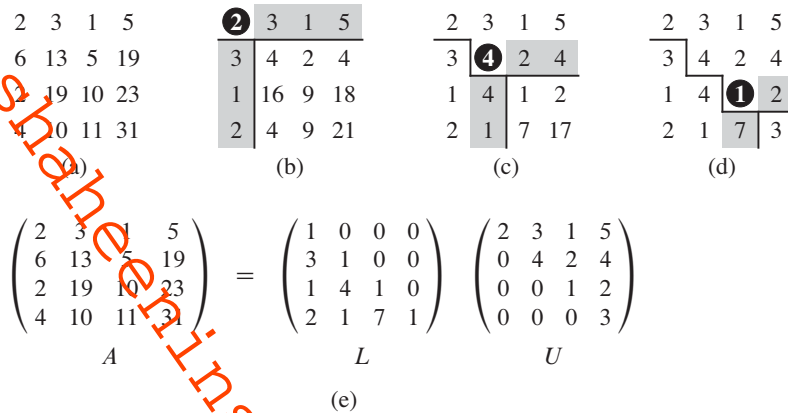 2 3 1 5
6 13 5 19
2 19 10 23
4 10 11 31
(a)
2 3 1 5
3 4 2 4
1 16 9 18
2 4 9 21
(b)
2 3 1 5
3 4 2 4
1 4 1 2
2 1 7 17
(c)
2 3 1 5
3 4 2 4
1 4 1 2
2 1 7 3
(d)
( 2 3 1 5 ) ( 1 0 0 0 ) ( 2 3 1 5 )
( 6 13 5 19 ) = ( 3 1 0 0 ) ( 0 4 2 4 )
( 2 19 10 23 ) ( 1 4 1 0 ) ( 0 0 1 2 )
( 4 10 11 31 ) ( 2 1 7 1 ) ( 0 0 0 3 )
A L U
(e)